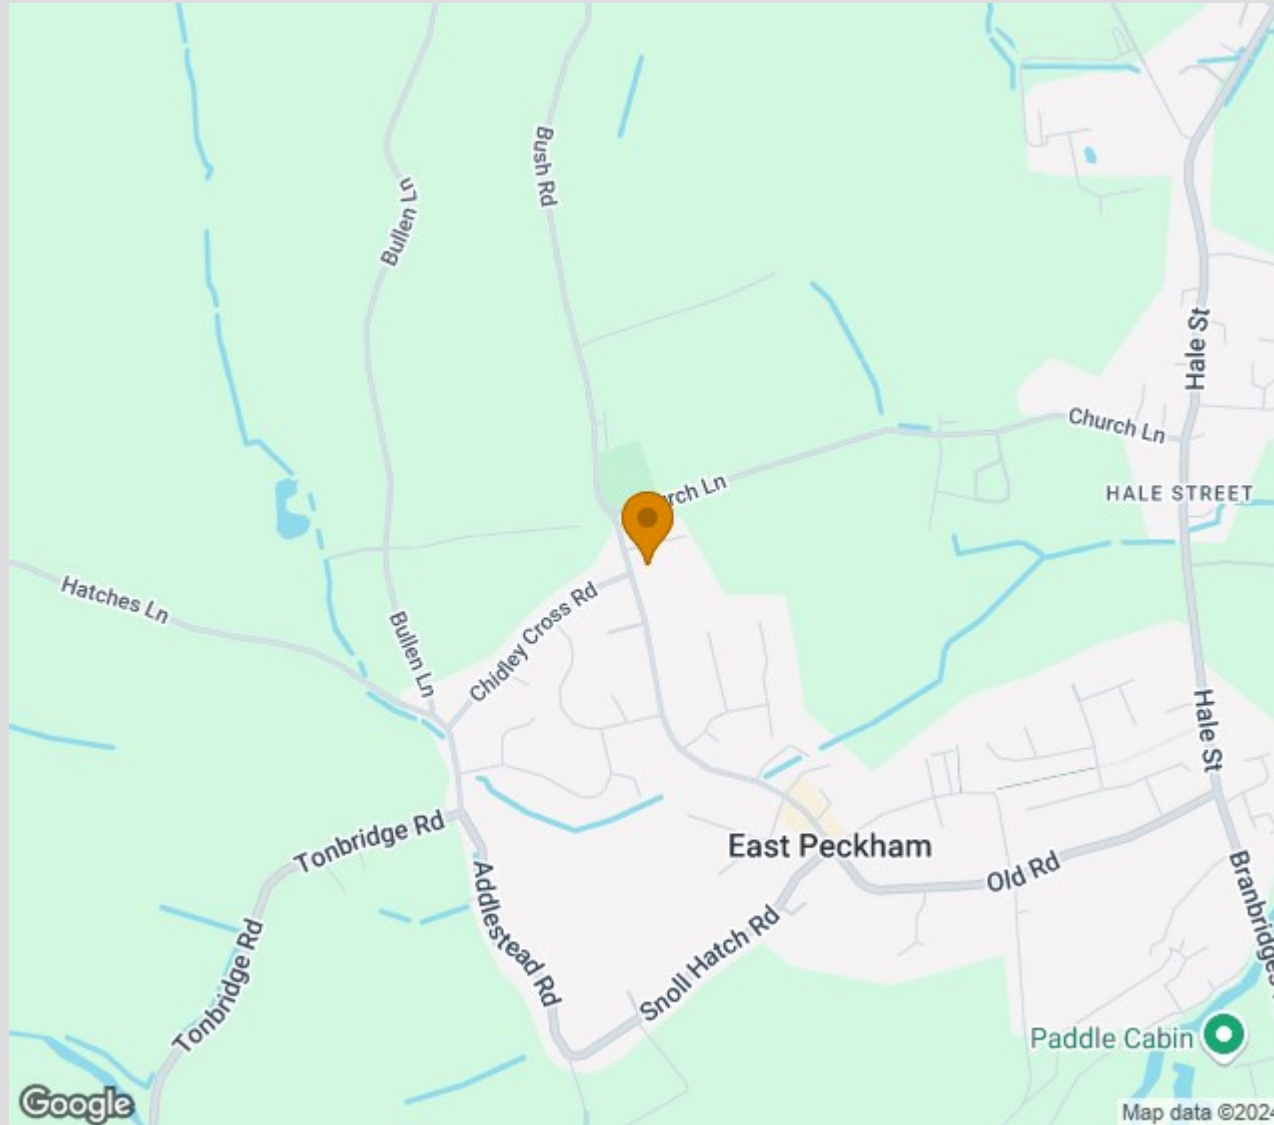 Bush Rd
Bullen Ln
Hale St
Church Ln
urch Ln
HALE STREET
Hatches Ln
Chidley Cross Rd
Bullen Ln
Hale St
Tonbridge Rd
East Peckham
Old Rd
Addlestead Rd
Snoll Hatch Rd
Branbridges
Tonbridge Rd
Paddle Cabin
Google
Map data ©2024